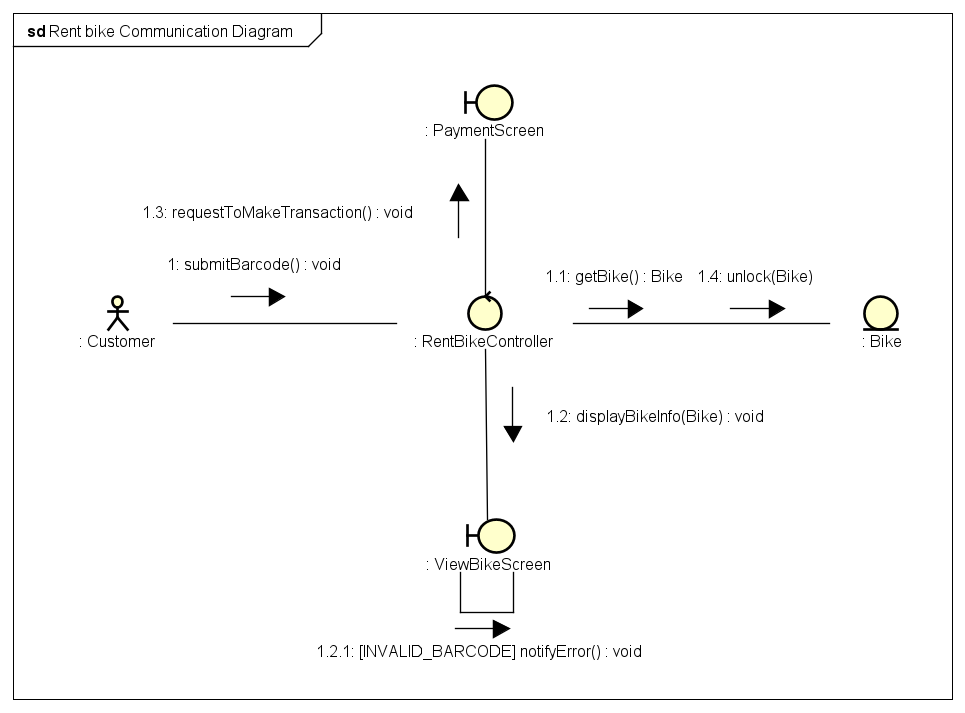 sd Rent bike Communication Diagram
: PaymentScreen
1.3: requestToMakeTransaction() : void
1: submitBarcode() : void
1.1: getBike() : Bike
1.4: unlock(Bike)
: Customer
: RentBikeController
: Bike
1.2: displayBikeInfo(Bike) : void
: ViewBikeScreen
1.2.1: [INVALID_BARCODE] notifyError() : void